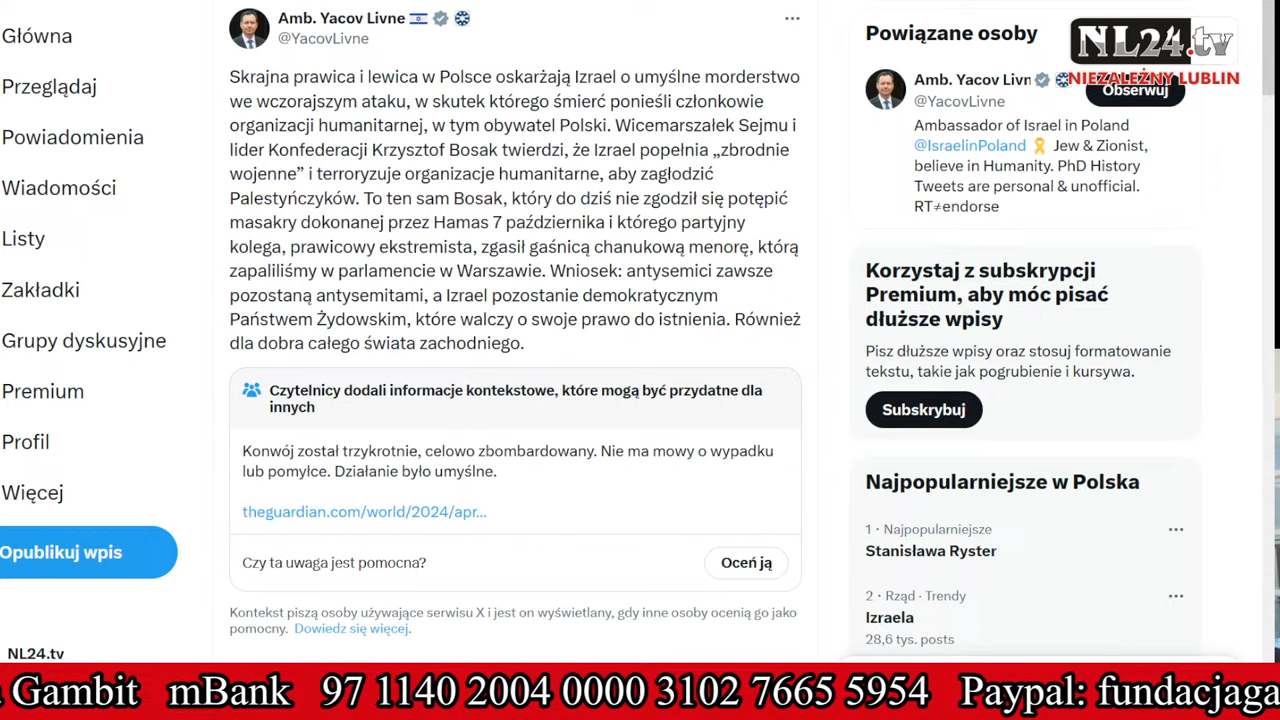 Główna
Przeglądaj
Powiadomienia
Wiadomości
Listy
Zakładki
Grupy dyskusyjne
Premium
Profil
Więcej
Opublikuj wpis
NL24.tv
Amb. Yacov Livne
@YacovLivne
Skrajna prawica i lewica w Polsce oskarżają Izrael o umyślne morderstwo
we wczorajszym ataku, w skutek którego śmierć ponieśli członkowie
organizacji humanitarnej, w tym obywatel Polski. Wicemarszałek Sejmu i
lider Konfederacji Krzysztof Bosak twierdzi, że Izrael popełnia „zbrodnie
wojenne” i terroryzuje organizacje humanitarne, aby zagłodzić
Palestyńczyków. To ten sam Bosak, który do dziś nie zgodził się potępić
masakry dokonanej przez Hamas 7 października i którego partyjny
kolega, prawicowy ekstremista, zgasił gaśnicą chanukową menorę, którą
zapaliliśmy w parlamencie w Warszawie. Wniosek: antysemici zawsze
pozostaną antysemitami, a Izrael pozostanie demokratycznym
Państwem Żydowskim, które walczy o swoje prawo do istnienia. Również
dla dobra całego świata zachodniego.
Czytelnicy dodali informacje kontekstowe, które mogą być przydatne dla
innych
Konwój został trzykrotnie, celowo zbombardowany. Nie ma mowy o wypadku
lub pomyłce. Działanie było umyślne.
theguardian.com/world/2024/apr...
Czy ta uwaga jest pomocna?
Oceń ją
Kontekst piszą osoby używające serwisu X i jest on wyświetlany, gdy inne osoby ocenią go jako
pomocny. Dowiedz się więcej.
Powiązane osoby
NL24.tv
NIEZALEŻNY LUBLIN
Amb. Yacov Livn
@YacovLivne
Obserwuj
Ambassador of Israel in Poland
@IsraelinPoland Jew & Zionist,
believe in Humanity. PhD History
Tweets are personal & unofficial.
RT≠endorse
Korzystaj z subskrypcji
Premium, aby móc pisać
dłuższe wpisy
Pisz dłuższe wpisy oraz stosuj formatowanie
tekstu, takie jak pogrubienie i kursywa.
Subskrybuj
Najpopularniejsze w Polska
1 · Najpopularniejsze
Stanisława Ryster
2 · Rząd · Trendy
Izraela
28,6 tys. posts
a Gambit mBank 97 1140 2004 0000 3102 7665 5954 Paypal: fundacjaga